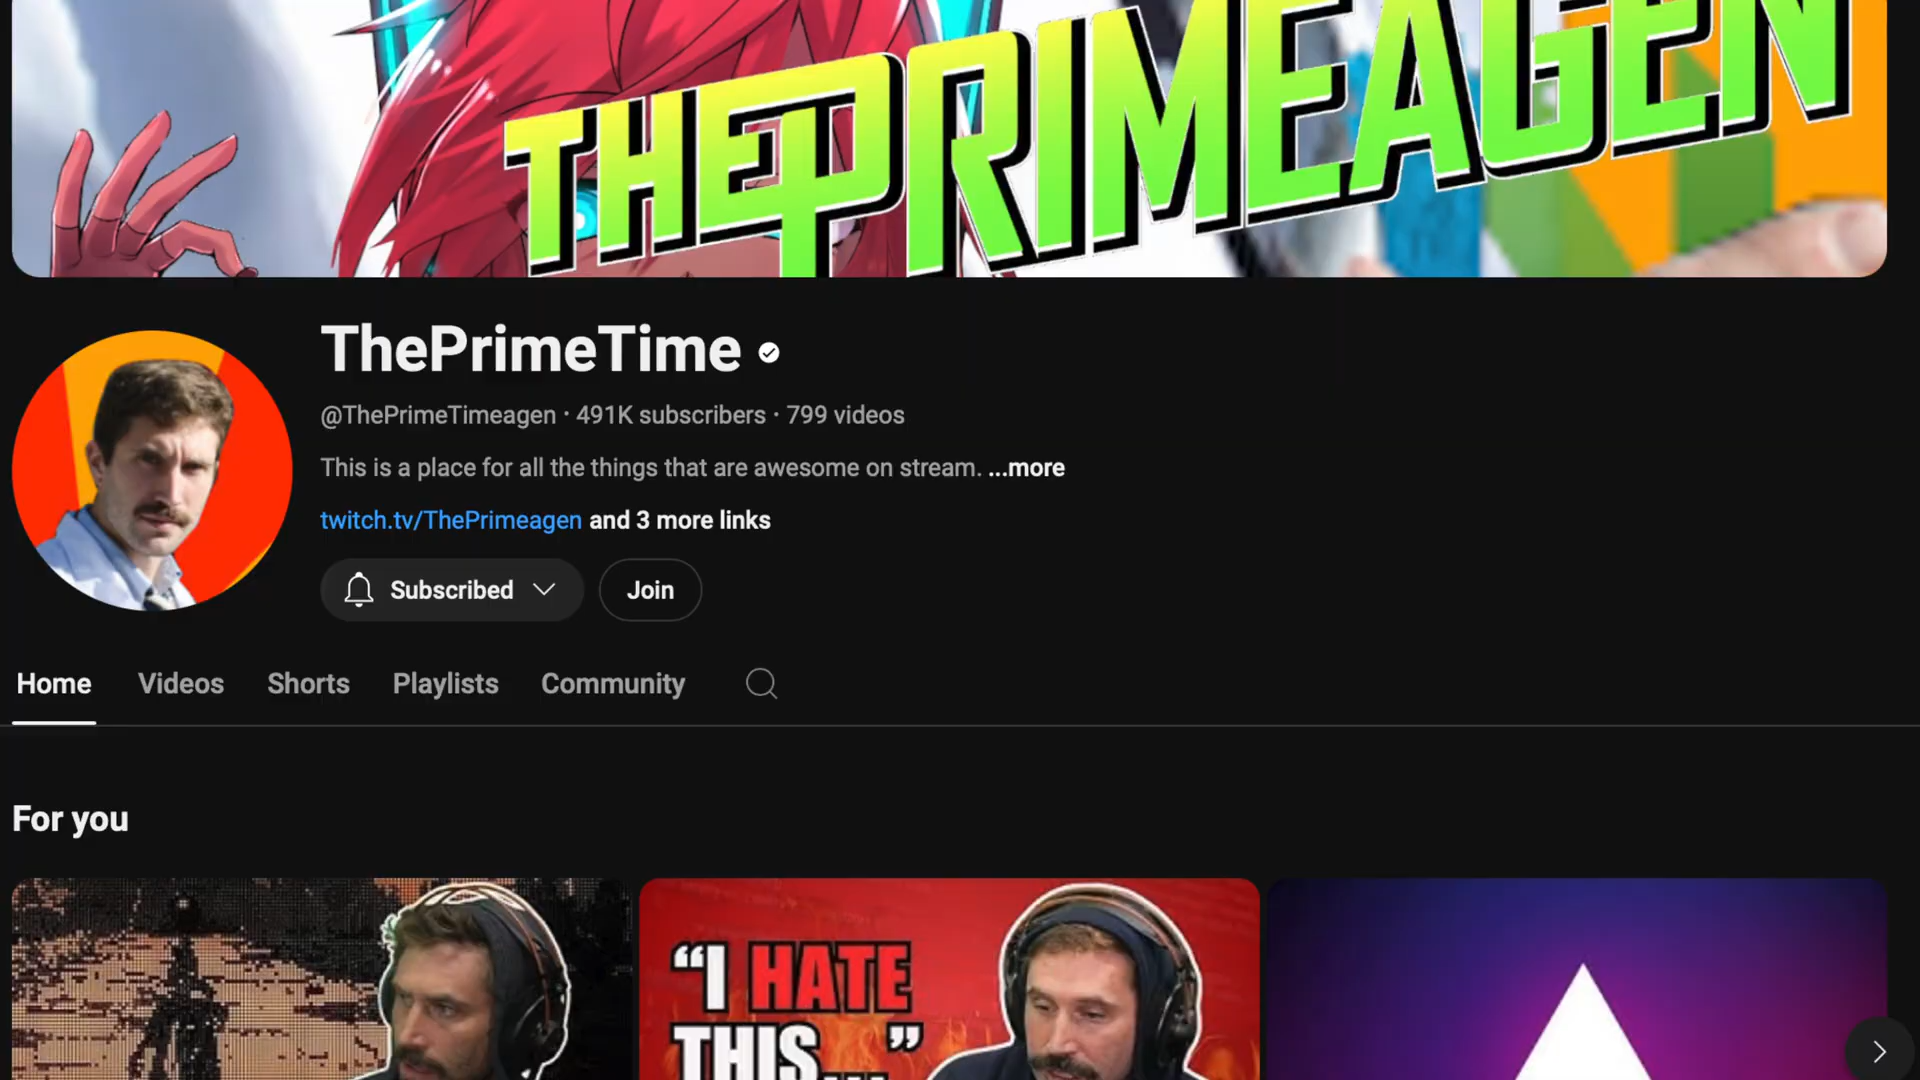 THEPRIMEAGEN
ThePrimeTime
@ThePrimeTimeagen · 491K subscribers · 799 videos
This is a place for all the things that are awesome on stream. ...more
twitch.tv/ThePrimeagen and 3 more links
Subscribed
Join
Home Videos Shorts Playlists Community
For you
“I HATE
THIS...”